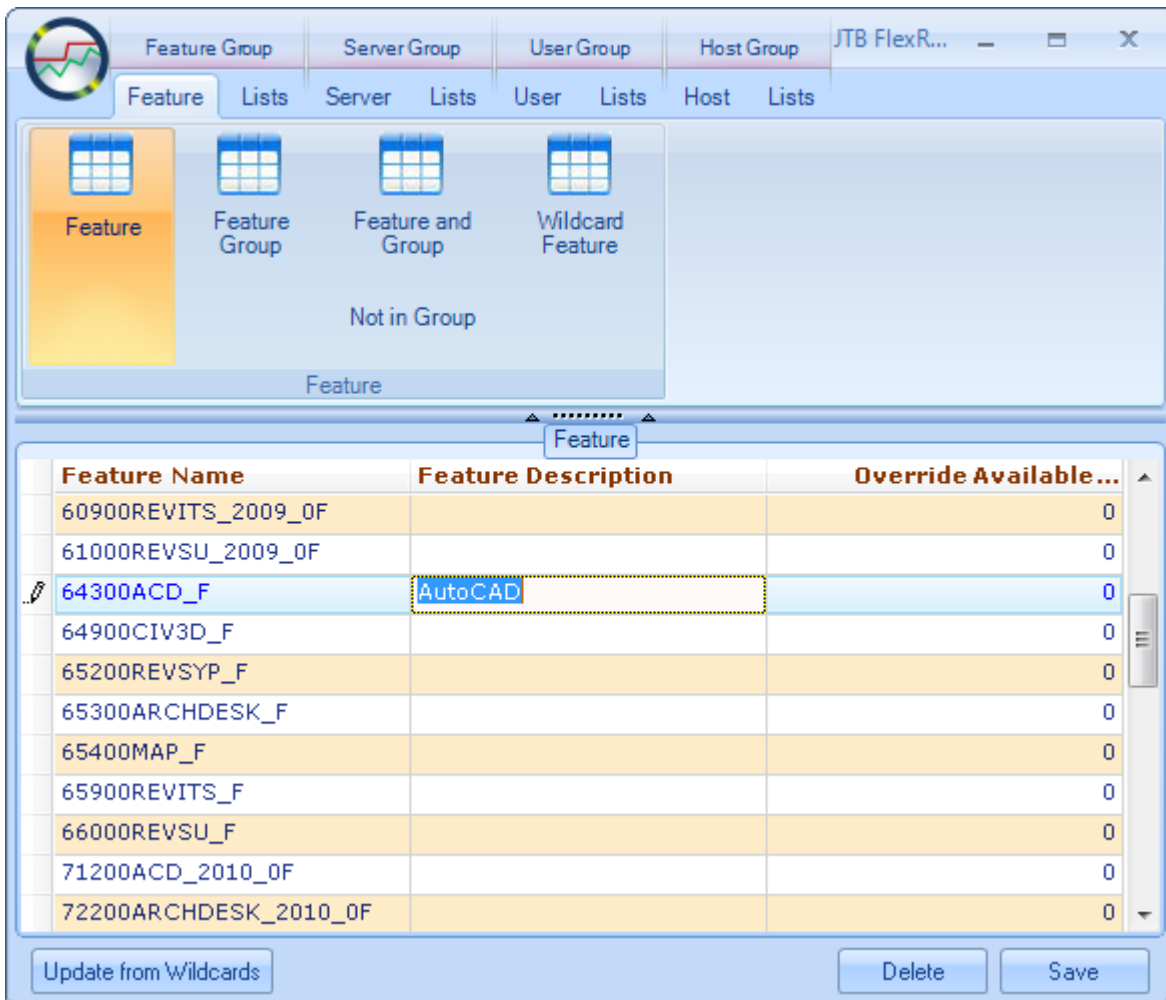 Feature Group Server Group User Group Host Group JTB FlexR...
Feature Lists Server Lists User Lists Host Lists
Feature Feature Group Feature and Group Wildcard Feature
Not in Group
Feature
Feature
Feature Name Feature Description Override Available...
60900REVITS_2009_0F 0
61000REVSU_2009_0F 0
64300ACD_F AutoCAD 0
64900CIV3D_F 0
65200REVSYP_F 0
65300ARCHDESK_F 0
65400MAP_F 0
65900REVITS_F 0
66000REVSU_F 0
71200ACD_2010_0F 0
72200ARCHDESK_2010_0F 0
Update from Wildcards Delete Save